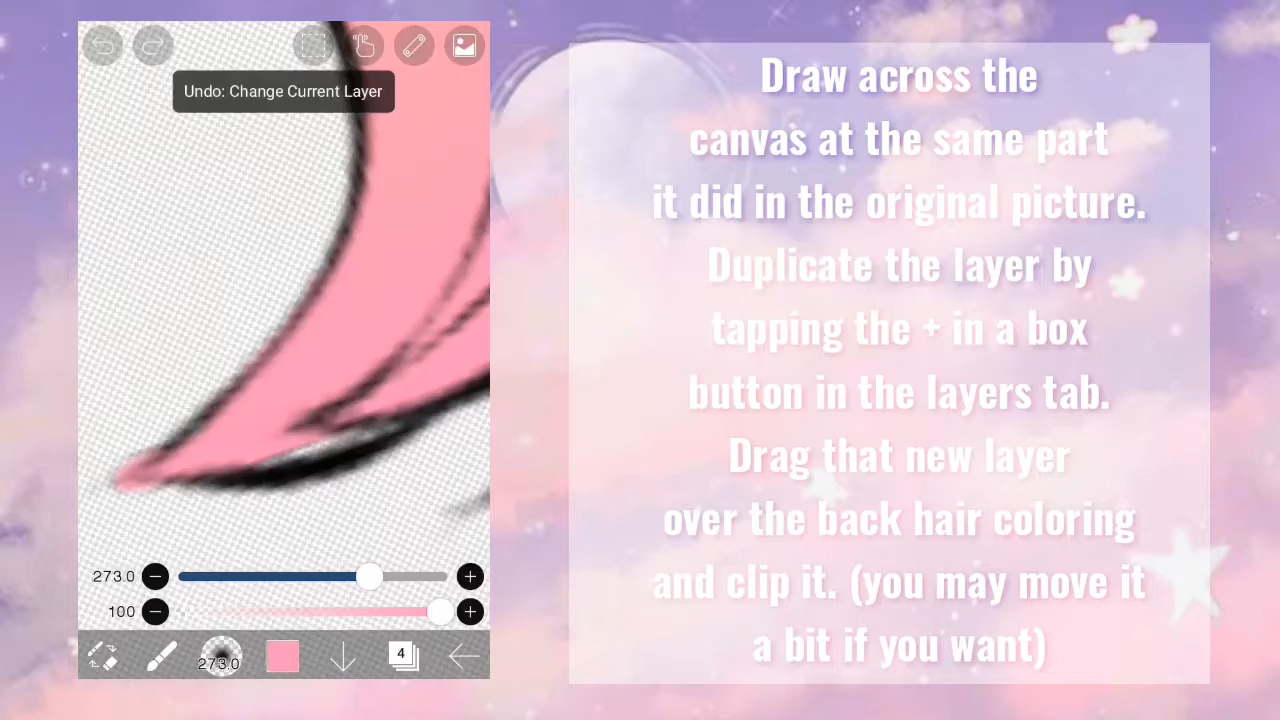 Undo: Change Current Layer
273.0
100
273.0
4
Draw across the
canvas at the same part
it did in the original picture.
Duplicate the layer by
tapping the + in a box
button in the layers tab.
Drag that new layer
over the back hair coloring
and clip it. (you may move it
a bit if you want)